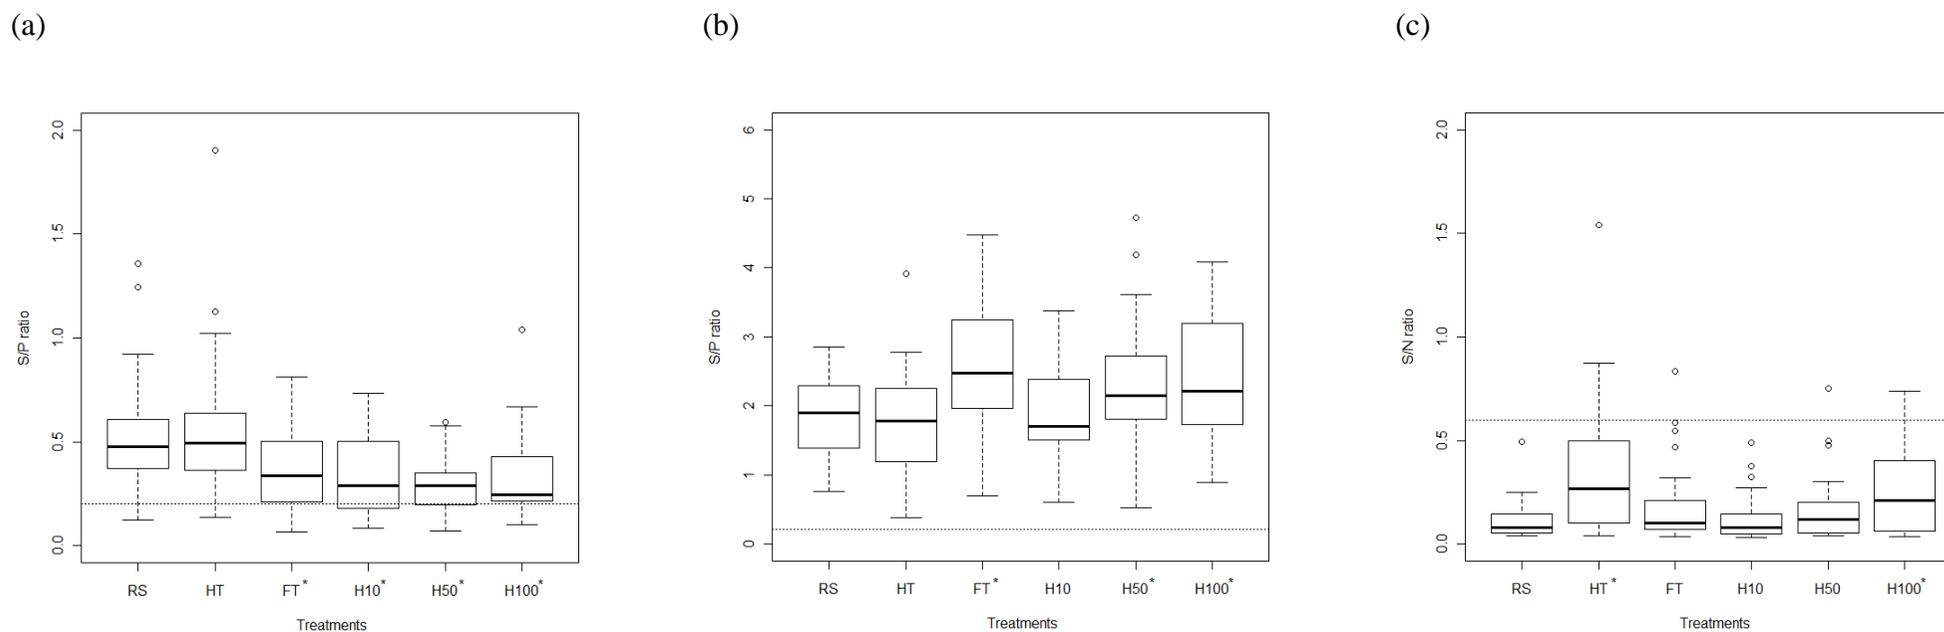 (a)
(b)
(c)
2.0
1.5
1.0
0.5
0.0
S/P ratio
RS HT FT* H10* H50* H100*
Treatments
6
5
4
3
2
1
0
S/P ratio
RS HT FT* H10 H50* H100*
Treatments
2.0
1.5
1.0
0.5
0.0
S/N ratio
RS HT* FT H10 H50 H100*
Treatments